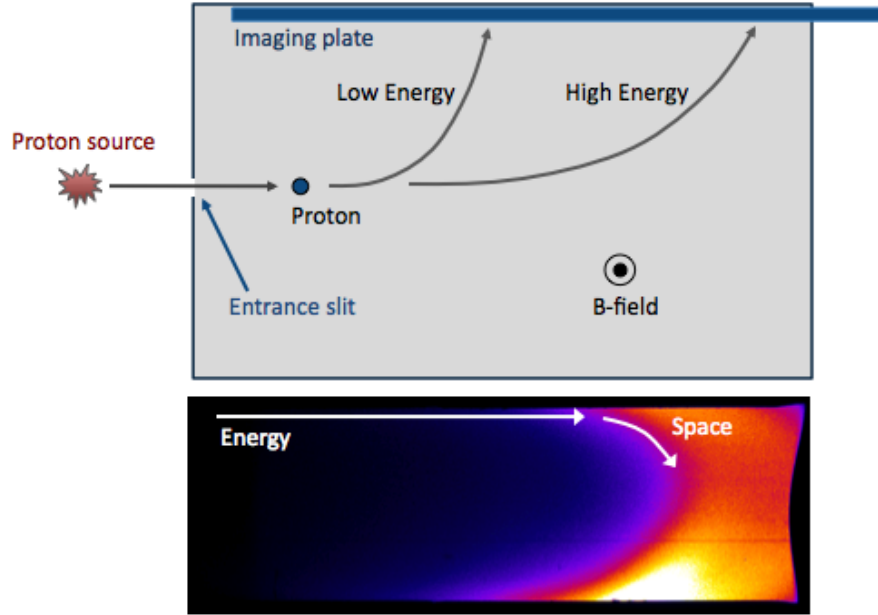 Imaging plate
Low Energy
High Energy
Proton source
Proton
Entrance slit
B-field
Energy
Space